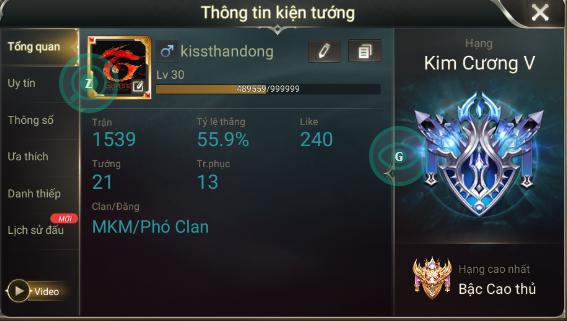 Thông tin kiện tướng
Tổng quan
Uy tín
Thông số
Ưa thích
Danh thiếp
Lịch sử đấu
MỚI
Video
Z
kissthandong
Lv 30
489559/999999
Trận
Tỷ lệ thắng
Like
1539
55.9%
240
Tướng
Tr.phục
21
13
Clan/Đẳng
MKM/Phó Clan
G
Hạng
Kim Cương V
Hạng cao nhất
Bậc Cao thủ